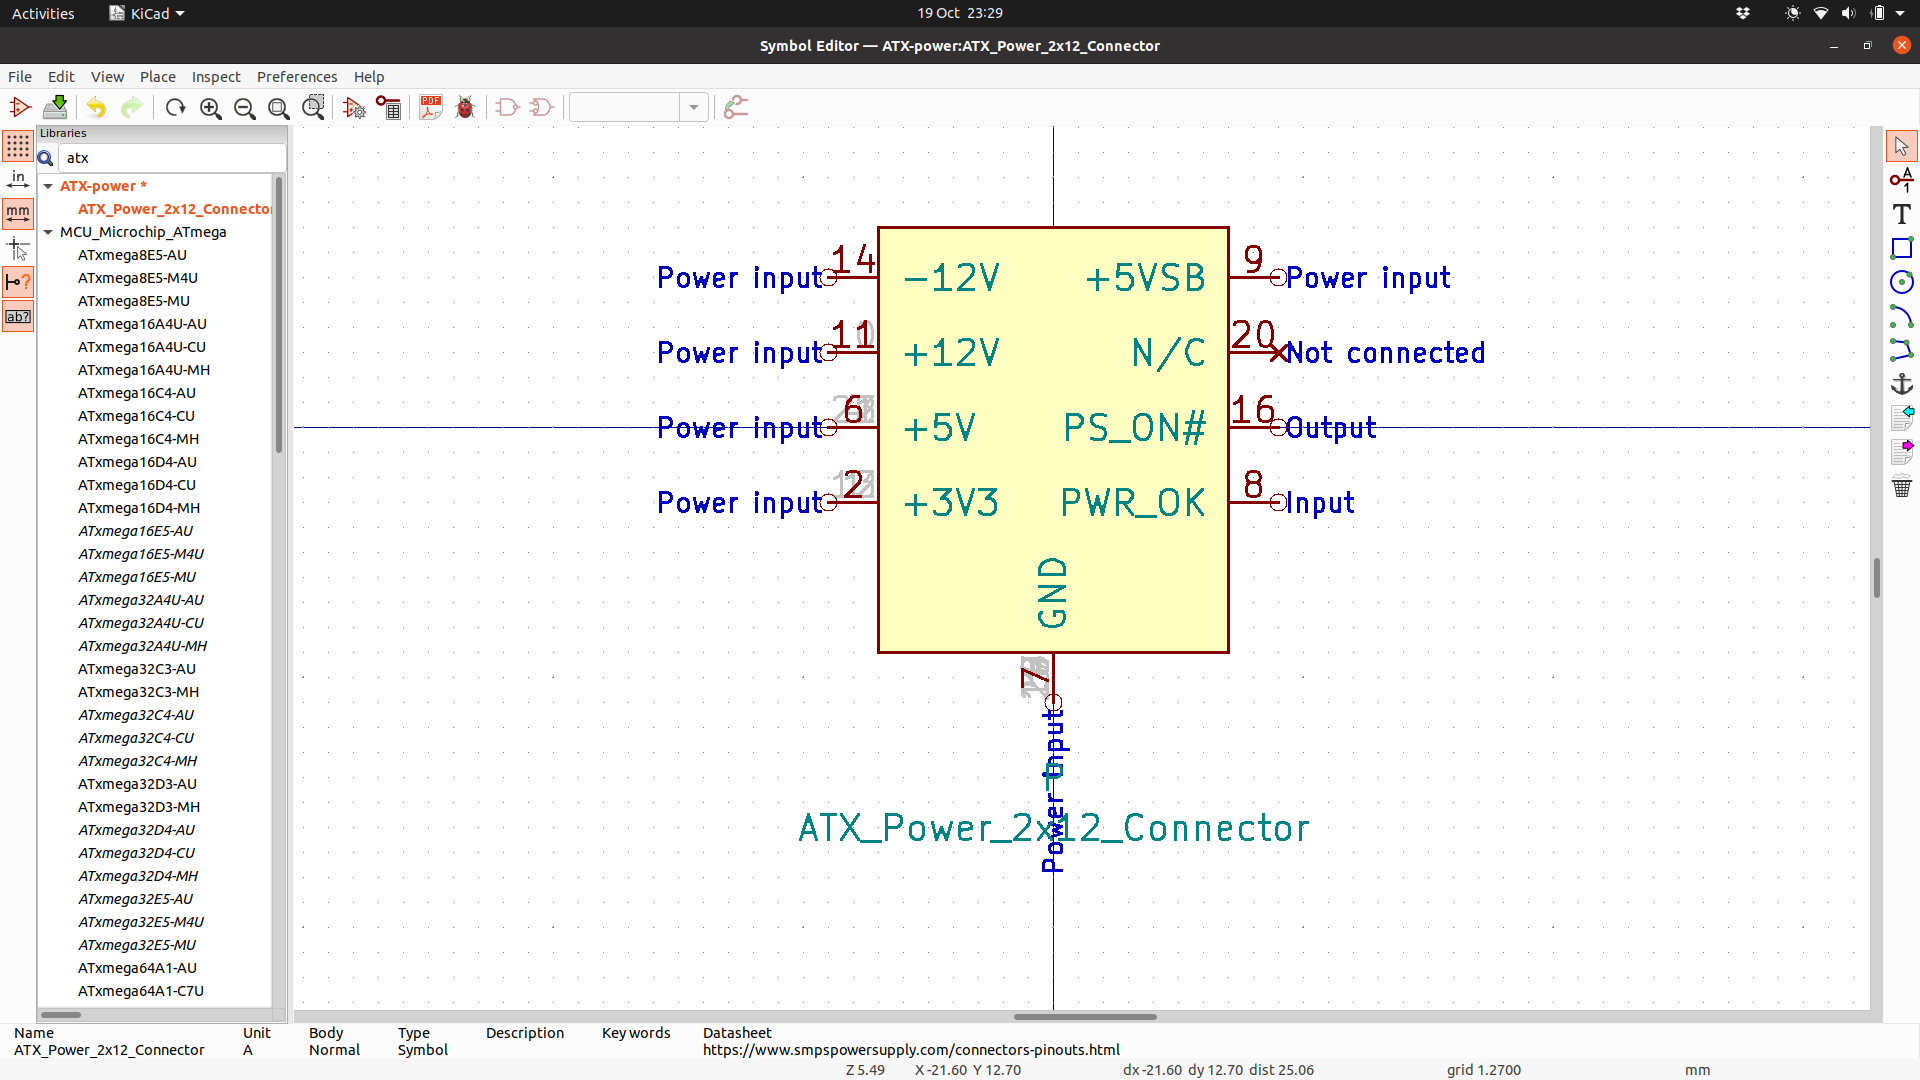 Activities KiCad 19 Oct 23:29
Symbol Editor — ATX-power:ATX_Power_2x12_Connector
File Edit View Place Inspect Preferences Help
PDF
Libraries
atx
in
mm
ab?
ATX-power *
ATX_Power_2x12_Connecto
MCU_Microchip_ATmega
ATxmega8E5-AU
ATxmega8E5-M4U
ATxmega8E5-MU
ATxmega16A4U-AU
ATxmega16A4U-CU
ATxmega16A4U-MH
ATxmega16C4-AU
ATxmega16C4-CU
ATxmega16C4-MH
ATxmega16D4-AU
ATxmega16D4-CU
ATxmega16D4-MH
ATxmega16E5-AU
ATxmega16E5-M4U
ATxmega16E5-MU
ATxmega32A4U-AU
ATxmega32A4U-CU
ATxmega32A4U-MH
ATxmega32C3-AU
ATxmega32C3-MH
ATxmega32C4-AU
ATxmega32C4-CU
ATxmega32C4-MH
ATxmega32D3-AU
ATxmega32D3-MH
ATxmega32D4-AU
ATxmega32D4-CU
ATxmega32D4-MH
ATxmega32E5-AU
ATxmega32E5-M4U
ATxmega32E5-MU
ATxmega64A1-AU
ATxmega64A1-C7U
Power input 14 -12V +5VSB 9 Power input
Power input 11 +12V N/C 20 Not connected
Power input 6 +5V PS_ON# 16 Output
Power input 2 +3V3 PWR_OK 8 Input
GND
7
Power input
P
ATX_Power_2x12_Connector
A
1
T
Name Unit Body Type Description Key words Datasheet
ATX_Power_2x12_Connector A Normal Symbol https://www.smpspowersupply.com/connectors-pinouts.html
Z 5.49 X -21.60 Y 12.70 dx -21.60 dy 12.70 dist 25.06 grid 1.2700 mm